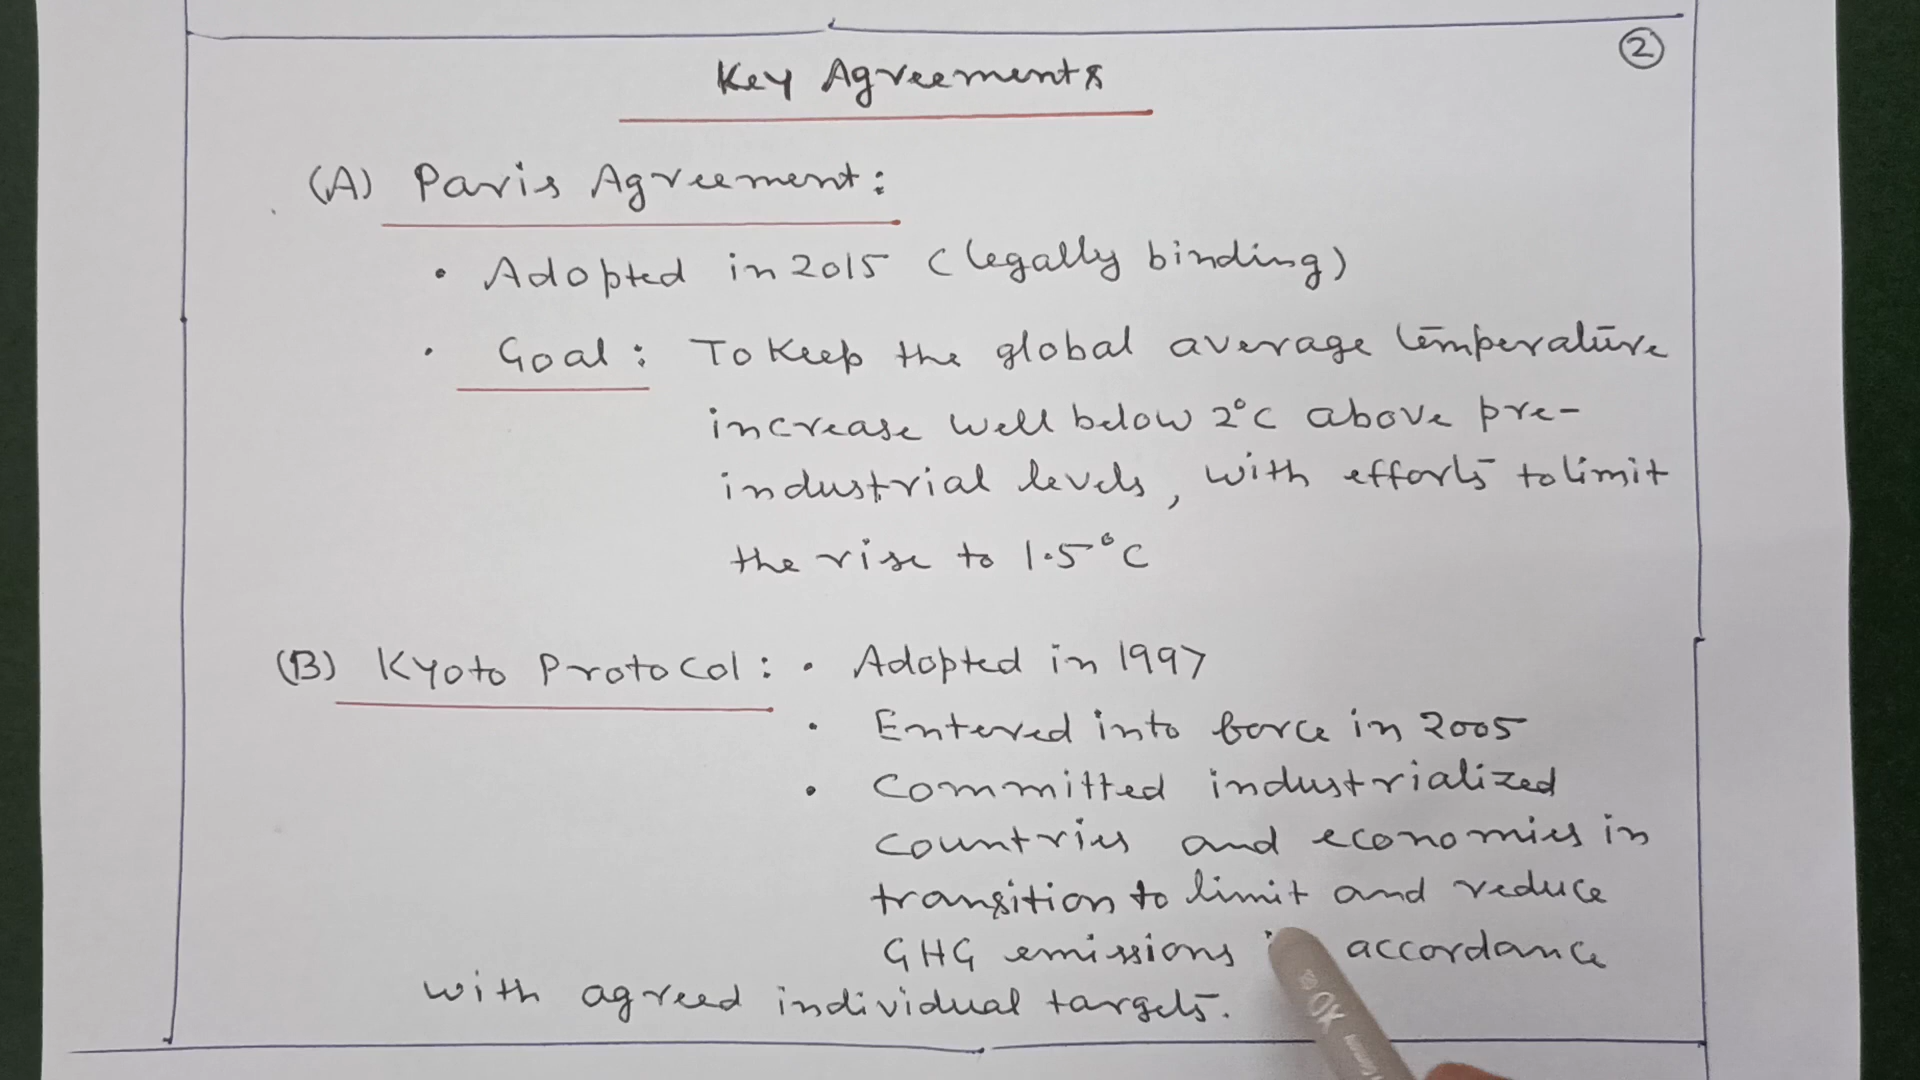 2
Key Agreements
(A) Paris Agreement:
• Adopted in 2015 (legally binding)
• Goal: To Keep the global average temperature
increase well below 2°C above pre-
industrial levels, with efforts to limit
the rise to 1.5°C
(B) Kyoto Protocol: • Adopted in 1997
• Entered into force in 2005
• Committed industrialized
countries and economies in
transition to limit and reduce
GHG emissions accordance
with agreed individual targets.
OK